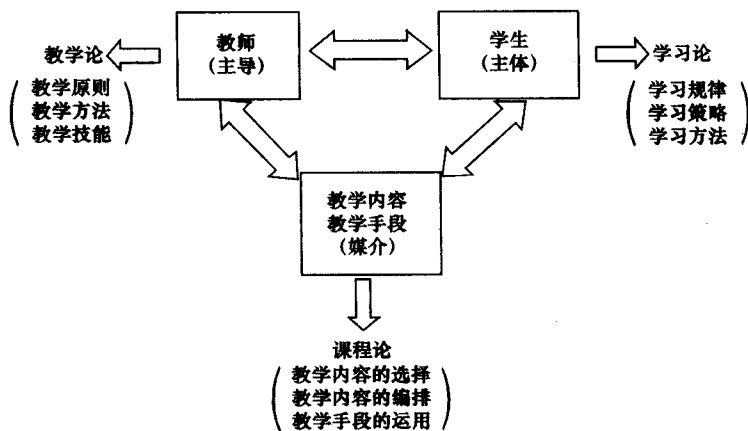 教师
(主导)
学生
(主体)
教学论
教学原则
教学方法
教学技能
学习论
学习规律
学习策略
学习方法
教学内容
教学手段
(媒介)
课程论
教学内容的选择
教学内容的编排
教学手段的运用